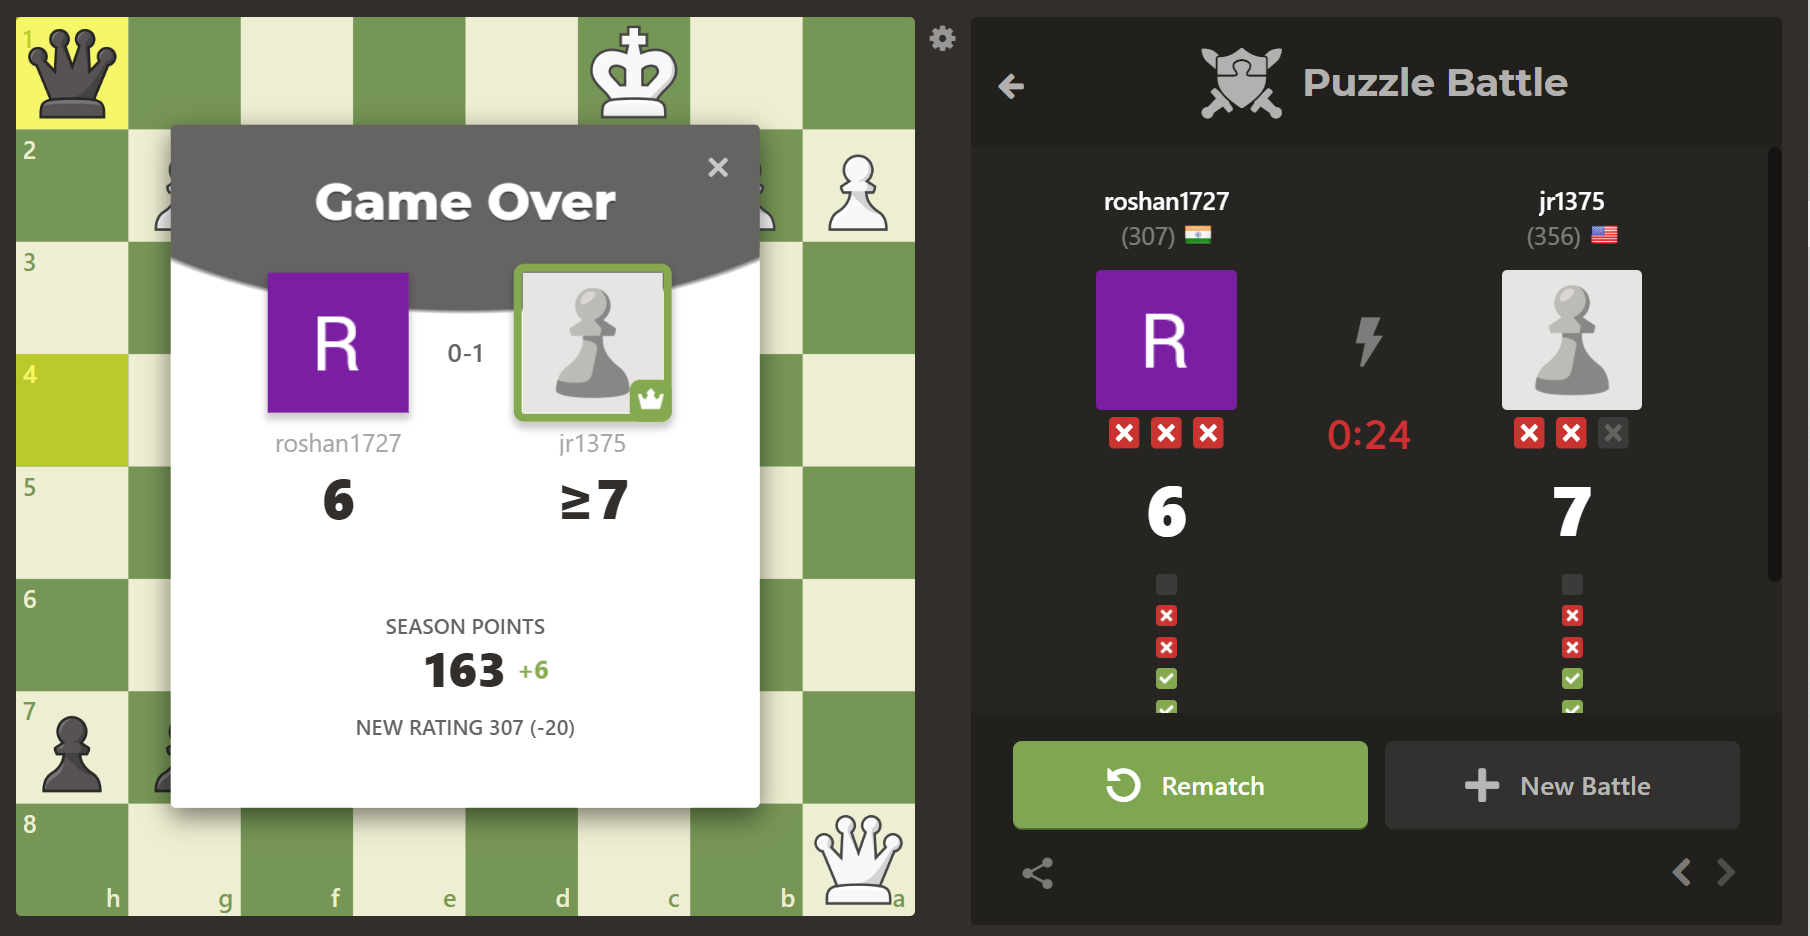 1
2
3
4
5
6
7
8
h g f e d c b a
Game Over
R
0-1
roshan1727
jr1375
6
≥7
SEASON POINTS
163 +6
NEW RATING 307 (-20)
Puzzle Battle
roshan1727
(307)
jr1375
(356)
R
0:24
6
7
Rematch
New Battle